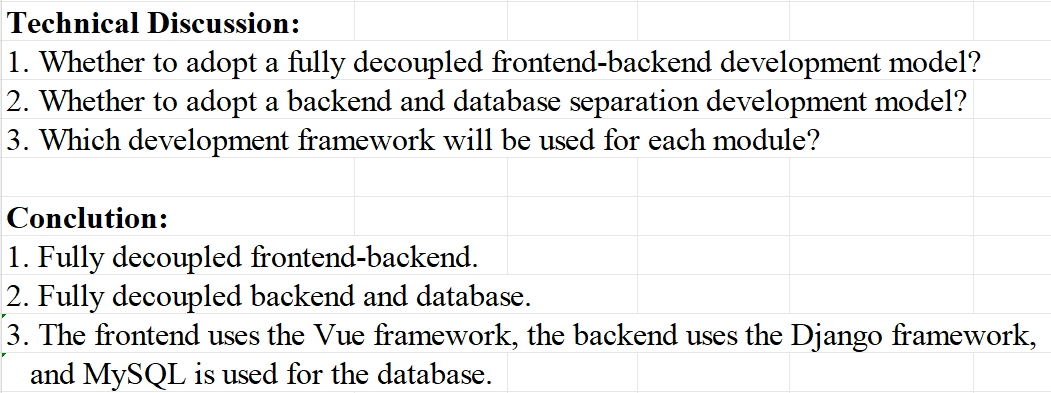 Technical Discussion:
1. Whether to adopt a fully decoupled frontend-backend development model?
2. Whether to adopt a backend and database separation development model?
3. Which development framework will be used for each module?
Conclution:
1. Fully decoupled frontend-backend.
2. Fully decoupled backend and database.
3. The frontend uses the Vue framework, the backend uses the Django framework,
and MySQL is used for the database.